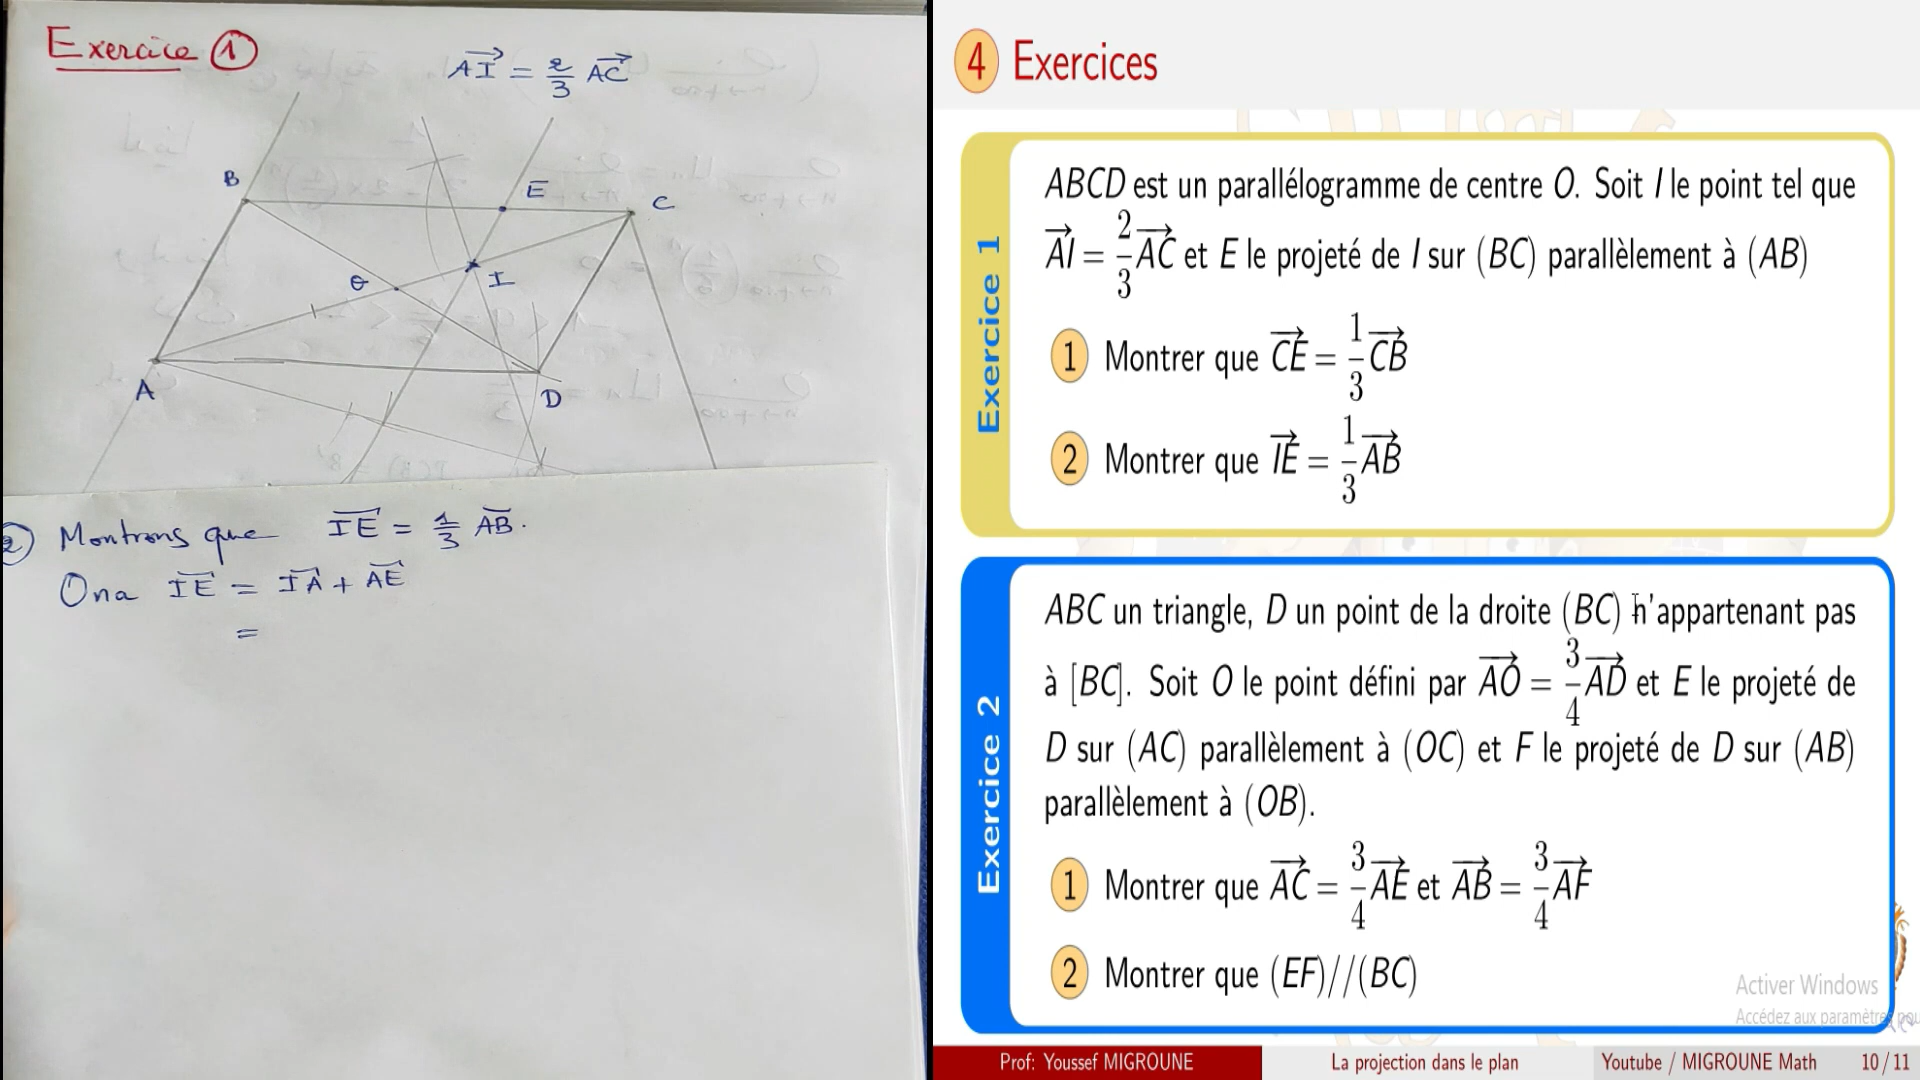 Exercice 1
AI = 2/3 AC
B
E
C
O
I
A
D
2) Montrons que IE = 1/3 AB.
On a IE = IA + AE
=
4 Exercices
Exercice 1
ABCD est un parallélogramme de centre O. Soit I le point tel que
AI = 2/3 AC et E le projeté de I sur (BC) parallèlement à (AB)
1 Montrer que CE = 1/3 CB
2 Montrer que IE = 1/3 AB
Exercice 2
ABC un triangle, D un point de la droite (BC) n'appartenant pas
à [BC]. Soit O le point défini par AO = 3/4 AD et E le projeté de
D sur (AC) parallèlement à (OC) et F le projeté de D sur (AB)
parallèlement à (OB).
1 Montrer que AC = 3/4 AE et AB = 3/4 AF
2 Montrer que (EF)//(BC)
Activer Windows
Accédez aux paramètres
Prof: Youssef MIGROUNE
La projection dans le plan
Youtube / MIGROUNE Math
10/11